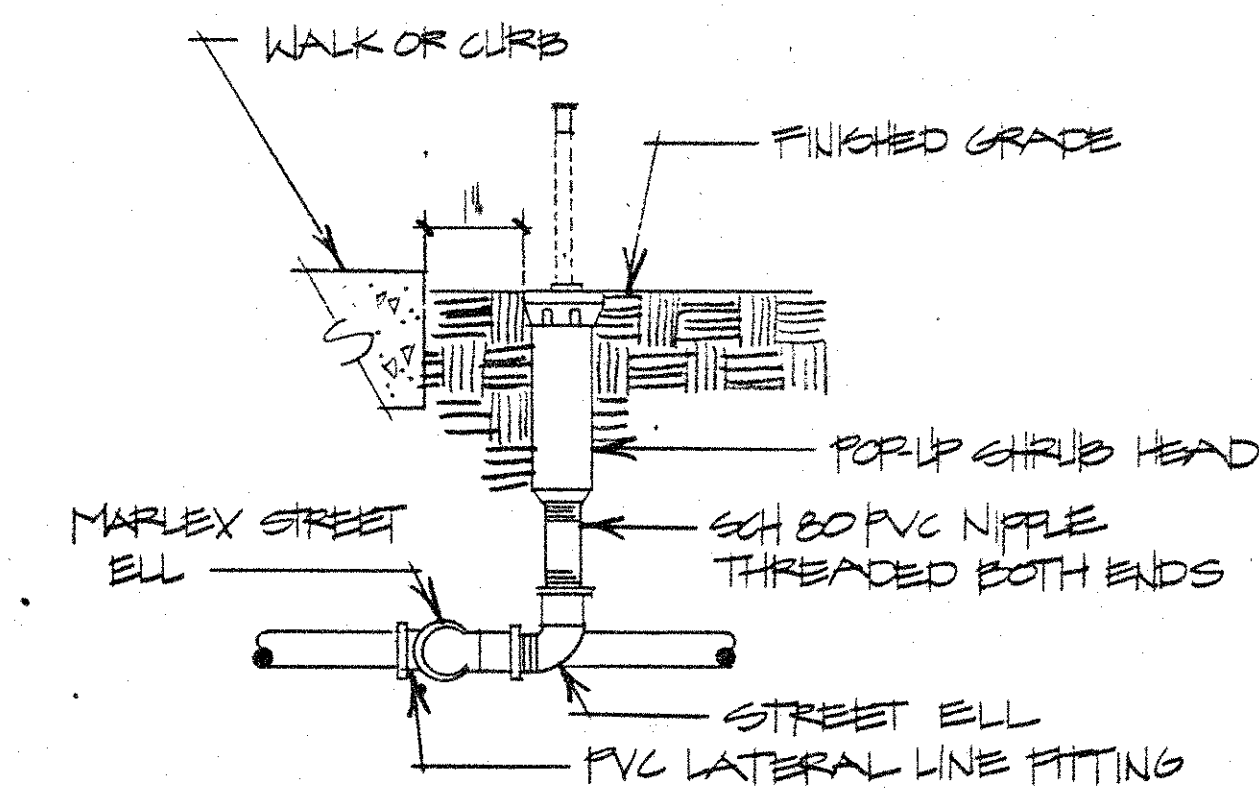 WALK OR CURB
FINISHED GRADE
1"
POP-UP SHRUB HEAD
MARLEX STREET
ELL
SCH 80 PVC NIPPLE
THREADED BOTH ENDS
STREET ELL
PVC LATERAL LINE FITTING